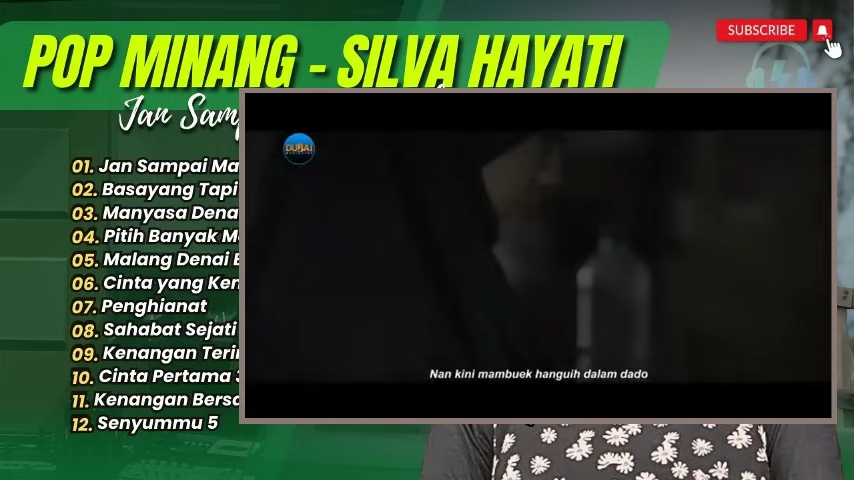 POP MINANG - SILVA HAYATI
SUBSCRIBE
Jan Samp
01. Jan Sampai Ma
02. Basayang Tapi
03. Manyasa Dena
04. Pitih Banyak M
05. Malang Denai B
06. Cinta yang Ken
07. Penghianat
08. Sahabat Sejati
09. Kenangan Terin
10. Cinta Pertama 3
11. Kenangan Bersa
12. Senyummu 5
DUMAI
Nan kini mambuek hanguih dalam dado